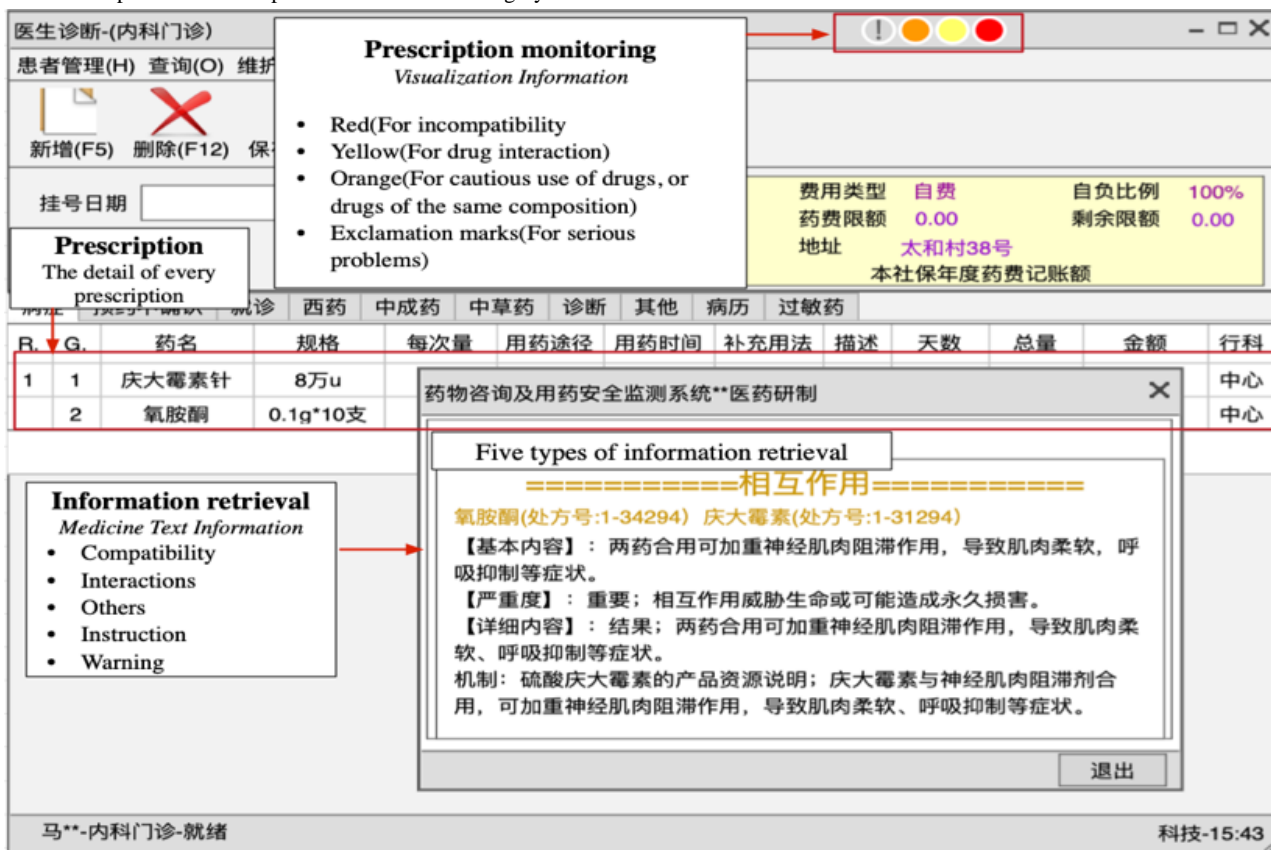 医生诊断-(内科门诊)
患者管理(H) 查询(O) 维护
Prescription monitoring
Visualization Information
• Red(For incompatibility
• Yellow(For drug interaction)
• Orange(For cautious use of drugs, or
drugs of the same composition)
• Exclamation marks(For serious
problems)
新增(F5) 删除(F12)
挂号日期
费用类型 自费 自负比例 100%
药费限额 0.00 剩余限额 0.00
地址 太和村38号
本社保年度药费记账额
Prescription
The detail of every
prescription
就诊 西药 中成药 中草药 诊断 其他 病历 过敏药
R. G. 药名 规格 每次量 用药途径 用药时间 补充用法 描述 天数 总量 金额 行科
1 1 庆大霉素针 8万u 中心
2 氧胺酮 0.1g*10支 中心
药物咨询及用药安全监测系统**医药研制
Five types of information retrieval
===========相互作用===========
氧胺酮(处方号:1-34294) 庆大霉素(处方号:1-31294)
【基本内容】: 两药合用可加重神经肌肉阻滞作用, 导致肌肉柔软, 呼
吸抑制等症状。
【严重度】: 重要; 相互作用威胁生命或可能造成永久损害。
【详细内容】: 结果; 两药合用可加重神经肌肉阻滞作用, 导致肌肉柔
软、呼吸抑制等症状。
机制: 硫酸庆大霉素的产品资源说明; 庆大霉素与神经肌肉阻滞剂合
用, 可加重神经肌肉阻滞作用, 导致肌肉柔软、呼吸抑制等症状。
退出
Information retrieval
Medicine Text Information
• Compatibility
• Interactions
• Others
• Instruction
• Warning
马**-内科门诊-就绪
科技-15:43